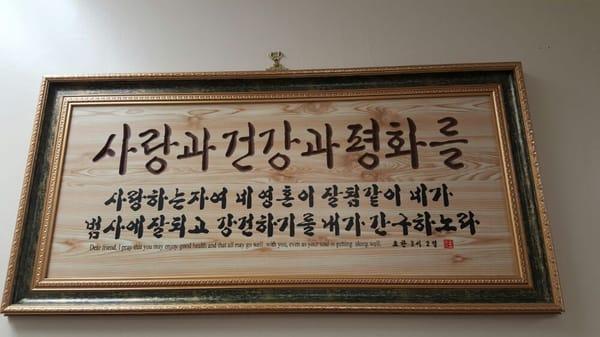 사랑과 건강과 평화를
사랑하는자여 네 영혼이 잘됨같이 네가
범사에 잘되고 강건하기를 내가 간구하노라
Dear friend, I pray that you may enjoy good health and that all may go well with you, even as your soul is getting along well. 요한 3서 2절